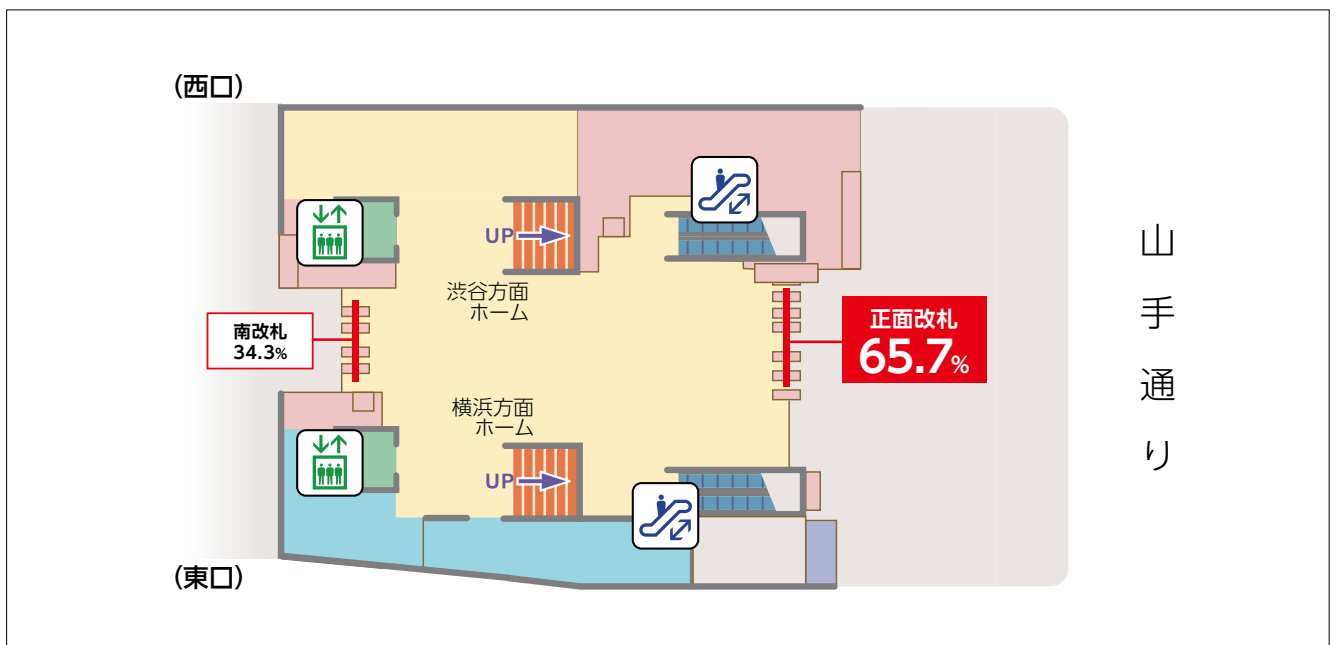 (西口)
UP
渋谷方面
ホーム
南改札
34.3%
正面改札
65.7%
横浜方面
ホーム
UP
(東口)
山手通り